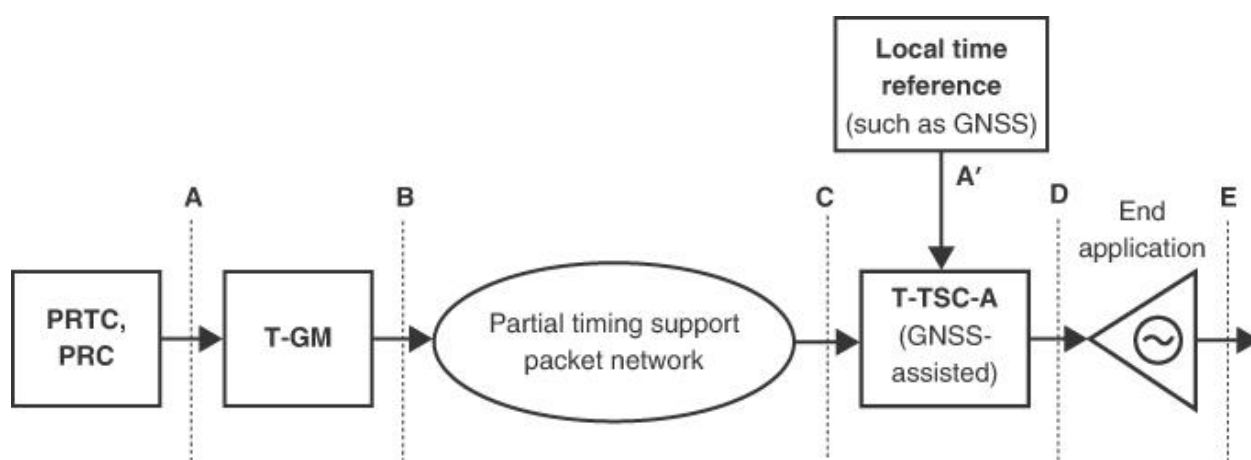 Local time
reference
(such as GNSS)
A′
A
B
C
D
End
application
E
PRTC,
PRC
T-GM
Partial timing support
packet network
T-TSC-A
(GNSS-
assisted)